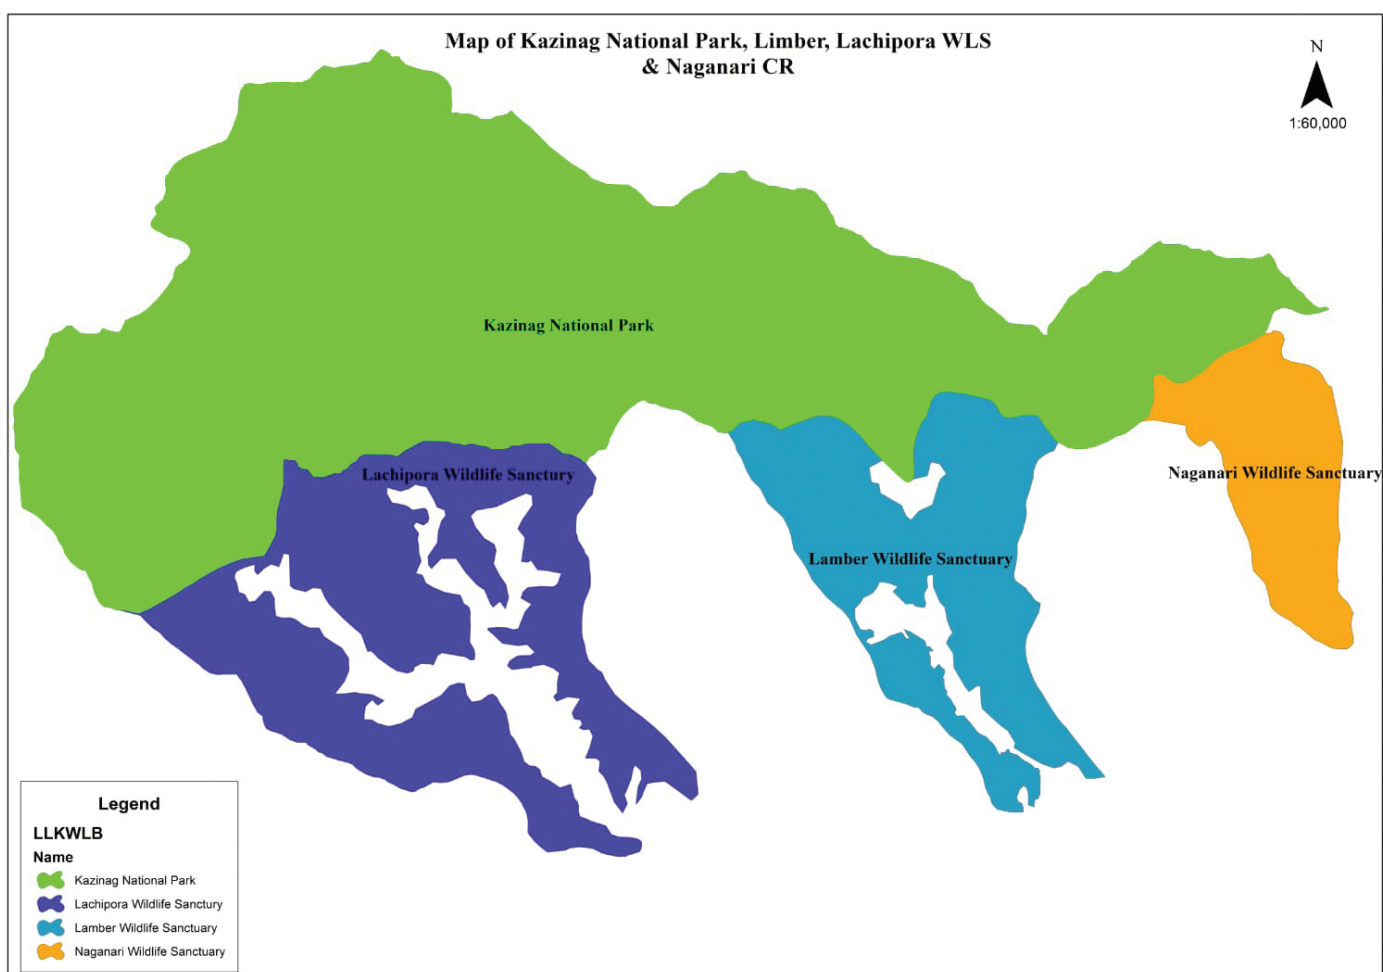 Map of Kazinag National Park, Limber, Lachipora WLS
& Naganari CR
N
1:60,000
Kazinag National Park
Lachipora Wildlife Sanctury
Naganari Wildlife Sanctuary
Lamber Wildlife Sanctuary
Legend
LLKWLB
Name
Kazinag National Park
Lachipora Wildlife Sanctury
Lamber Wildlife Sanctuary
Naganari Wildlife Sanctuary